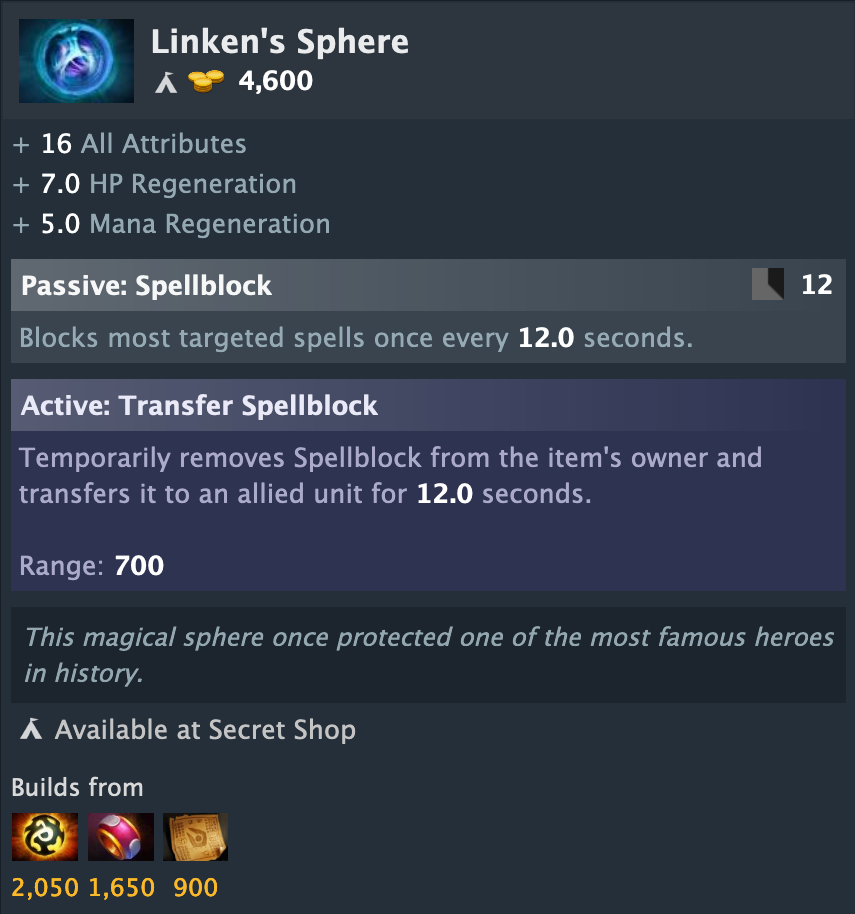 Linken's Sphere
4,600
+ 16 All Attributes
+ 7.0 HP Regeneration
+ 5.0 Mana Regeneration
Passive: Spellblock 12
Blocks most targeted spells once every 12.0 seconds.
Active: Transfer Spellblock
Temporarily removes Spellblock from the item's owner and
transfers it to an allied unit for 12.0 seconds.
Range: 700
This magical sphere once protected one of the most famous heroes
in history.
Available at Secret Shop
Builds from
2,050 1,650 900